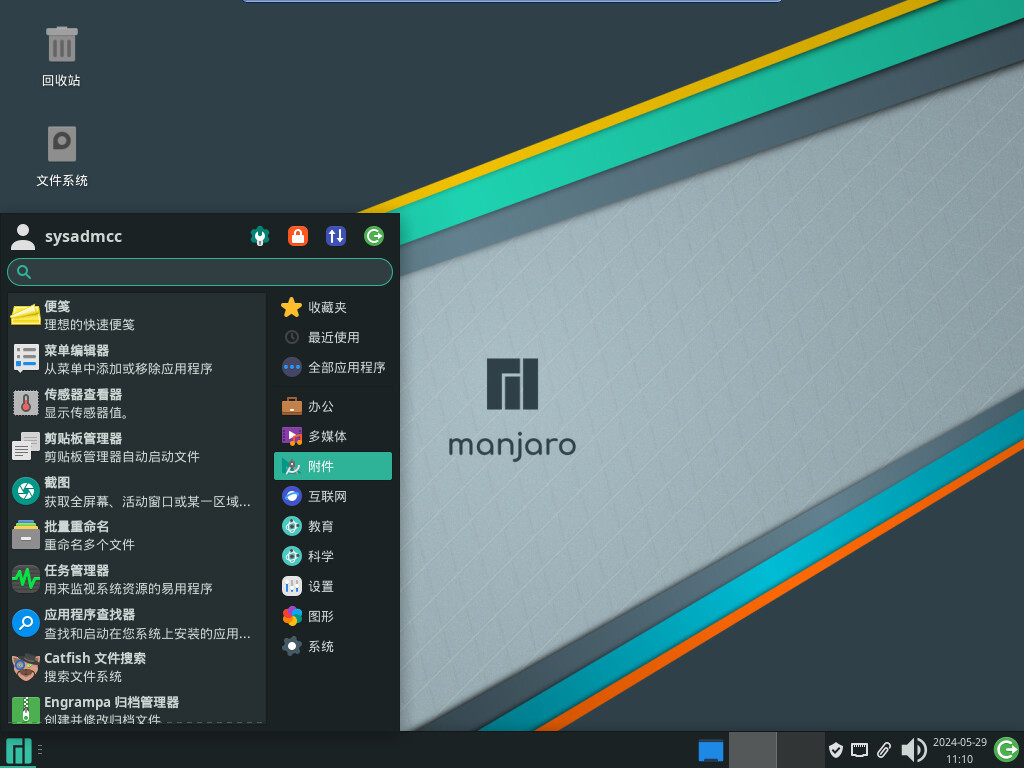 回收站
文件系统
sysadmcc
便笺
理想的快速便笺
菜单编辑器
从菜单中添加或移除应用程序
传感器查看器
显示传感器值。
剪贴板管理器
剪贴板管理器自动启动文件
截图
获取全屏幕、活动窗口或某一区域...
批量重命名
重命名多个文件
任务管理器
用来监视系统资源的易用程序
应用程序查找器
查找和启动在您系统上安装的应用...
Catfish 文件搜索
搜索文件系统
Engrampa 归档管理器
创建并修改归档文件
收藏夹
最近使用
全部应用程序
办公
多媒体
附件
互联网
教育
科学
设置
图形
系统
manjaro
2024-05-29
11:10